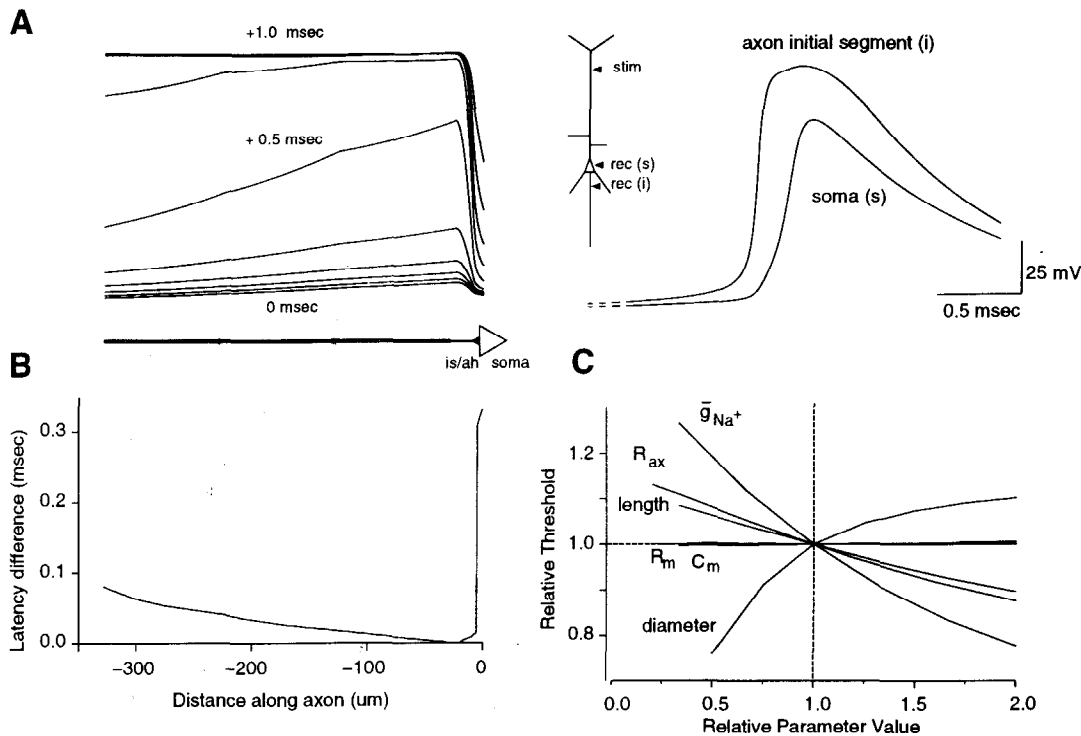 A
+1.0 msec
+ 0.5 msec
0 msec
is/ah soma
stim
rec (s)
rec (i)
axon initial segment (i)
soma (s)
25 mV
0.5 msec
B
Latency difference (msec)
0.3
0.2
0.1
0.0
−300
−200
−100
0
Distance along axon (um)
C
Relative Threshold
1.2
1.0
0.8
g̅Na+
Rax
length
Rm Cm
diameter
0.0
0.5
1.0
1.5
2.0
Relative Parameter Value